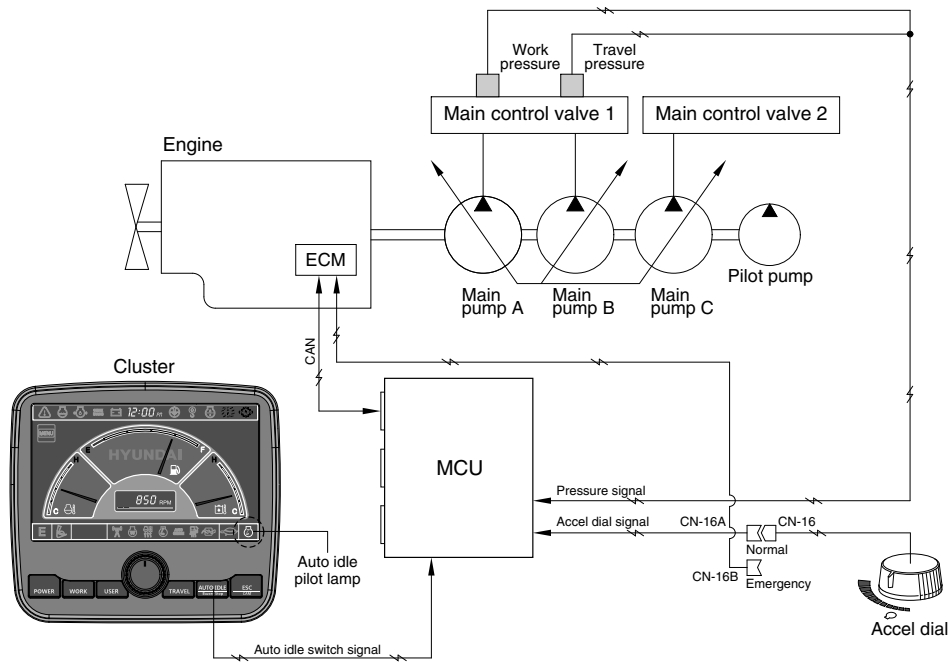 Work
pressure
Travel
pressure
Main control valve 1
Main control valve 2
Engine
ECM
Main
pump A
Main
pump B
Main
pump C
Pilot pump
CAN
Cluster
12:00
MENU
E
F
H
H
HYUNDAI
C
C
850 RPM
E
POWER
WORK
USER
TRAVEL
AUTO IDLE
ESC
Auto idle
pilot lamp
MCU
Pressure signal
Accel dial signal
CN-16A
CN-16
Normal
CN-16B
Emergency
Accel dial
Auto idle switch signal